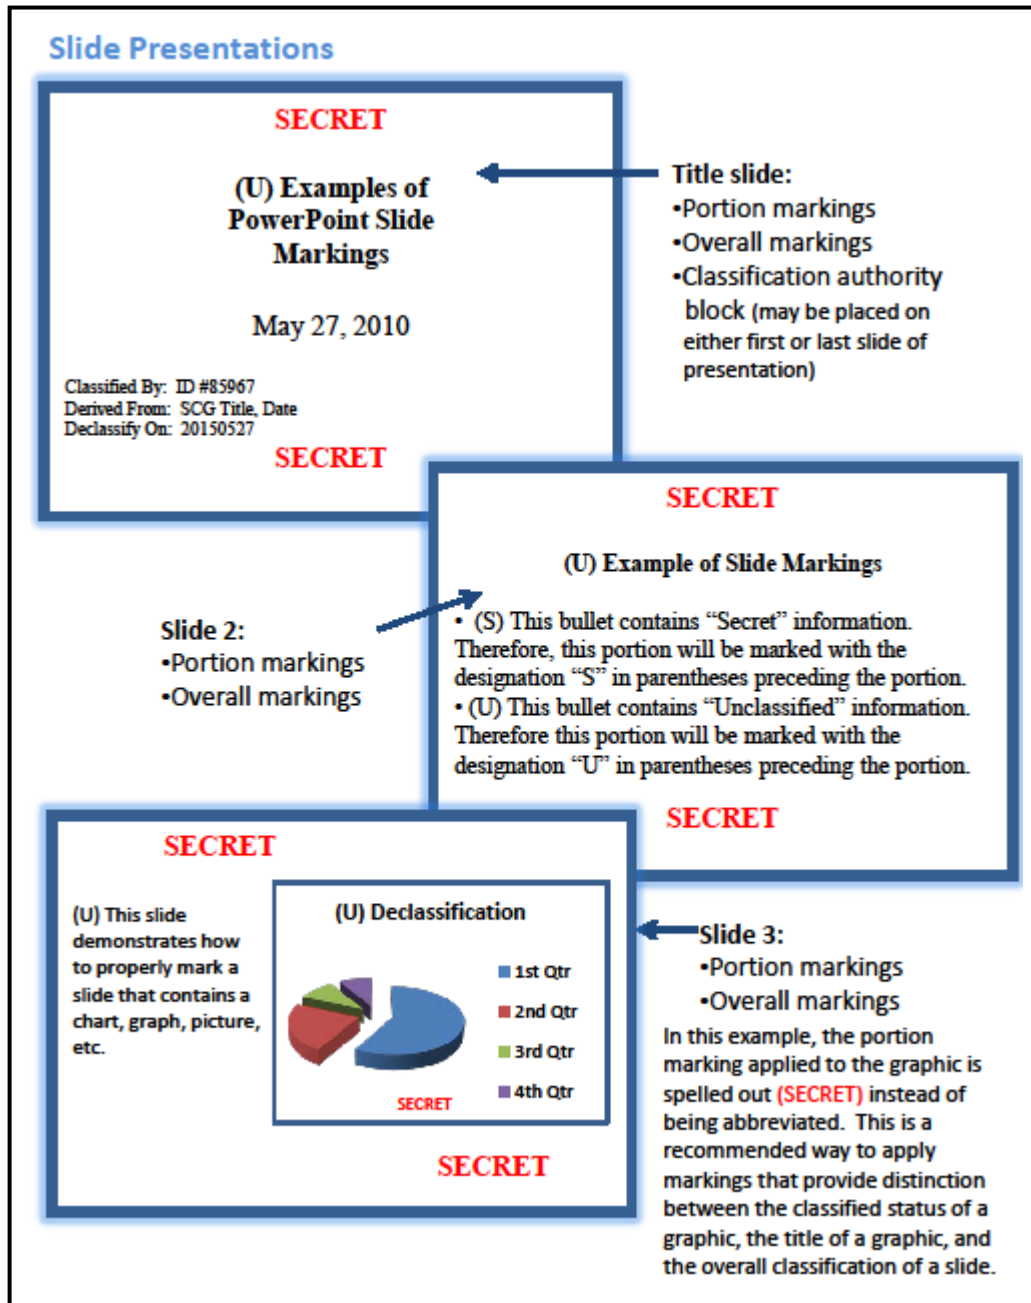 Slide Presentations
SECRET
(U) Examples of
PowerPoint Slide
Markings
May 27, 2010
Classified By:  ID #85967
Derived From:  SCG Title, Date
Declassify On:  20150527
SECRET
Title slide:
•Portion markings
•Overall markings
•Classification authority
block (may be placed on
either first or last slide of
presentation)
SECRET
(U) Example of Slide Markings
• (S) This bullet contains “Secret” information.
Therefore, this portion will be marked with the
designation “S” in parentheses preceding the portion.
• (U) This bullet contains “Unclassified” information.
Therefore this portion will be marked with the
designation “U” in parentheses preceding the portion.
SECRET
Slide 2:
•Portion markings
•Overall markings
SECRET
(U) This slide
demonstrates how
to properly mark a
slide that contains a
chart, graph, picture,
etc.
(U) Declassification
1st Qtr
2nd Qtr
3rd Qtr
4th Qtr
SECRET
SECRET
Slide 3:
•Portion markings
•Overall markings
In this example, the portion
marking applied to the graphic is
spelled out (SECRET) instead of
being abbreviated.  This is a
recommended way to apply
markings that provide distinction
between the classified status of a
graphic, the title of a graphic, and
the overall classification of a slide.